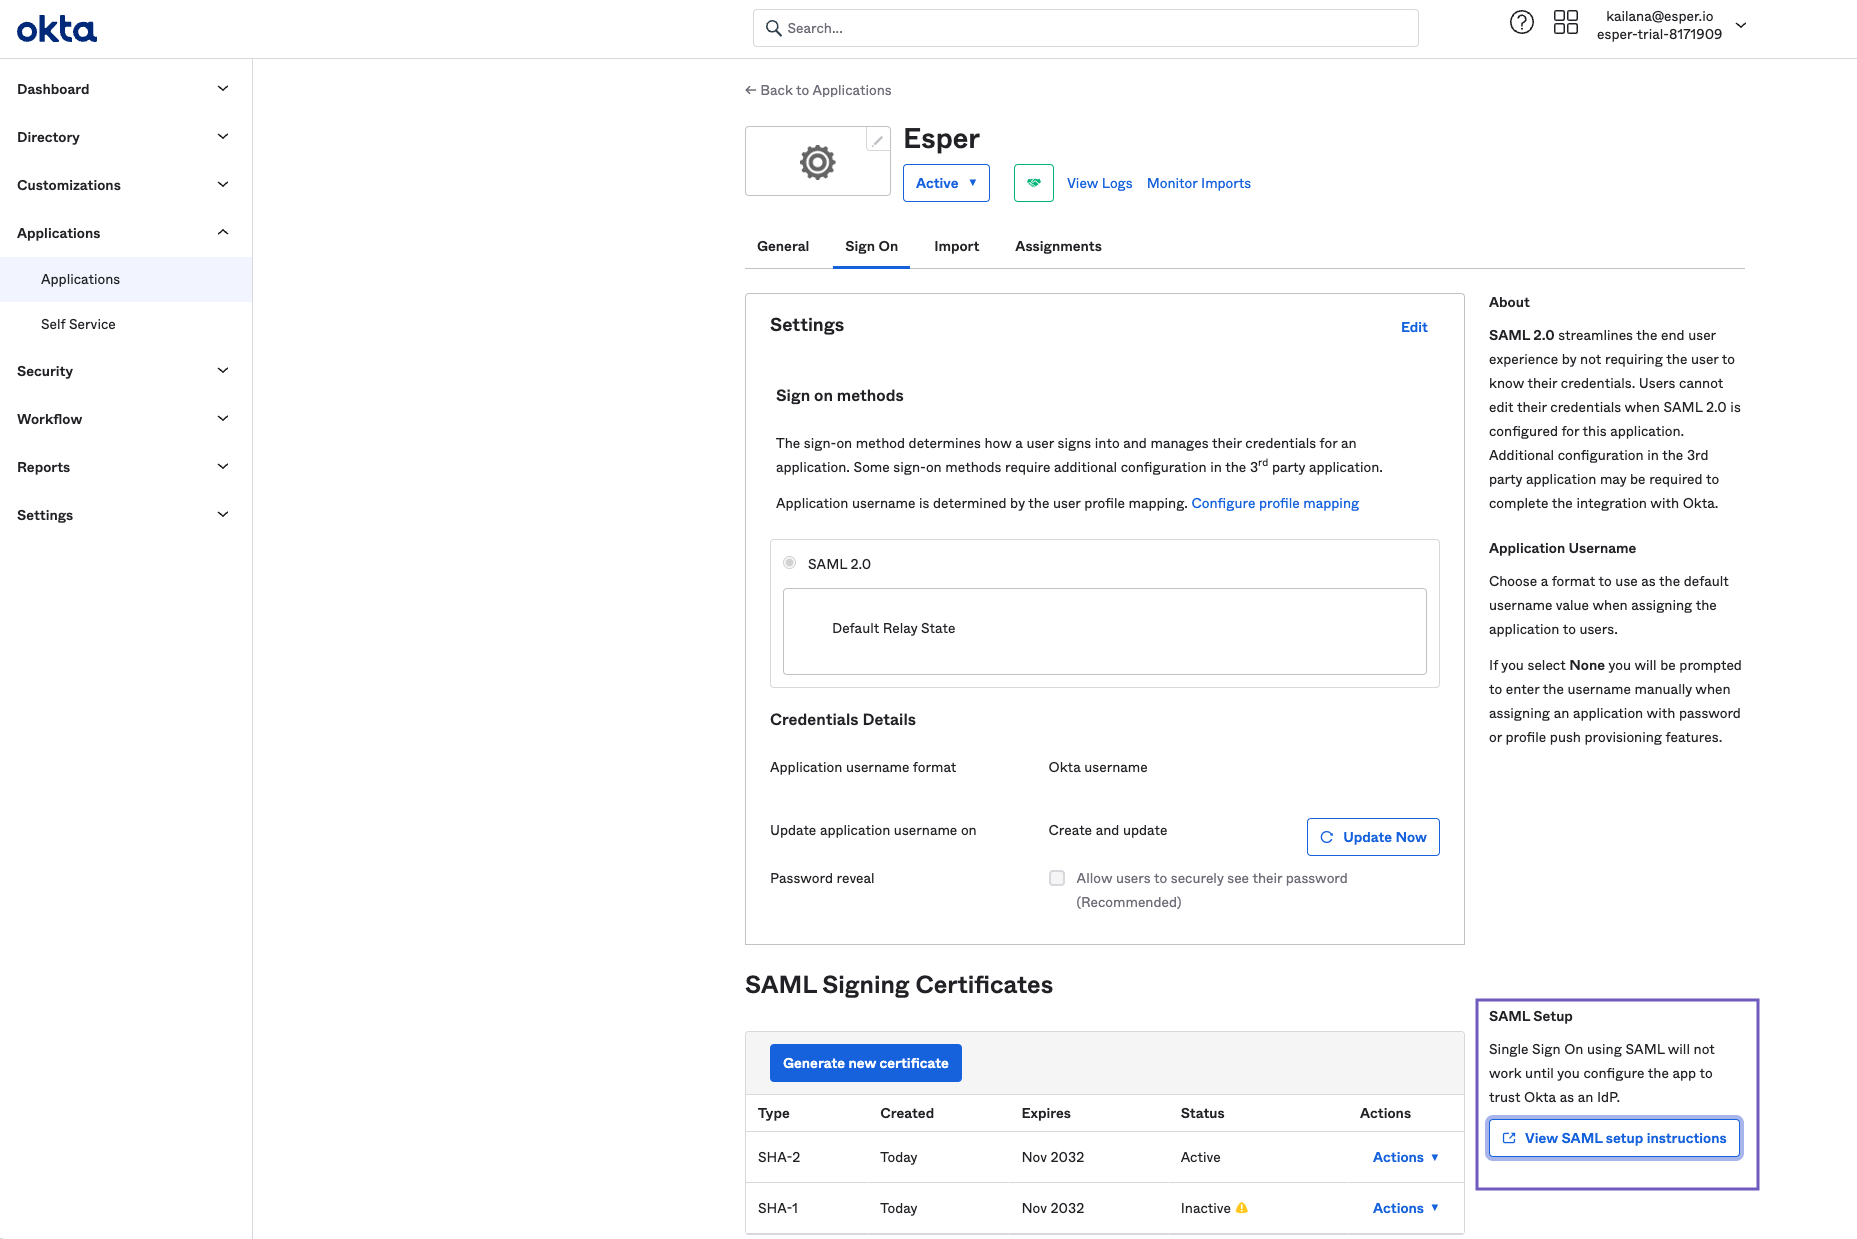 okta
Search...
kailana@esper.io
esper-trial-8171909
Dashboard
Directory
Customizations
Applications
Applications
Self Service
Security
Workflow
Reports
Settings
← Back to Applications
Esper
Active ▼
View Logs
Monitor Imports
General
Sign On
Import
Assignments
Settings
Edit
Sign on methods
The sign-on method determines how a user signs into and manages their credentials for an
application. Some sign-on methods require additional configuration in the 3rd party application.
Application username is determined by the user profile mapping. Configure profile mapping
SAML 2.0
Default Relay State
Credentials Details
Application username format
Okta username
Update application username on
Create and update
Update Now
Password reveal
Allow users to securely see their password
(Recommended)
About
SAML 2.0 streamlines the end user
experience by not requiring the user to
know their credentials. Users cannot
edit their credentials when SAML 2.0 is
configured for this application.
Additional configuration in the 3rd
party application may be required to
complete the integration with Okta.
Application Username
Choose a format to use as the default
username value when assigning the
application to users.
If you select None you will be prompted
to enter the username manually when
assigning an application with password
or profile push provisioning features.
SAML Signing Certificates
Generate new certificate
Type Created Expires Status Actions
SHA-2 Today Nov 2032 Active Actions ▼
SHA-1 Today Nov 2032 Inactive Actions ▼
SAML Setup
Single Sign On using SAML will not
work until you configure the app to
trust Okta as an IdP.
View SAML setup instructions